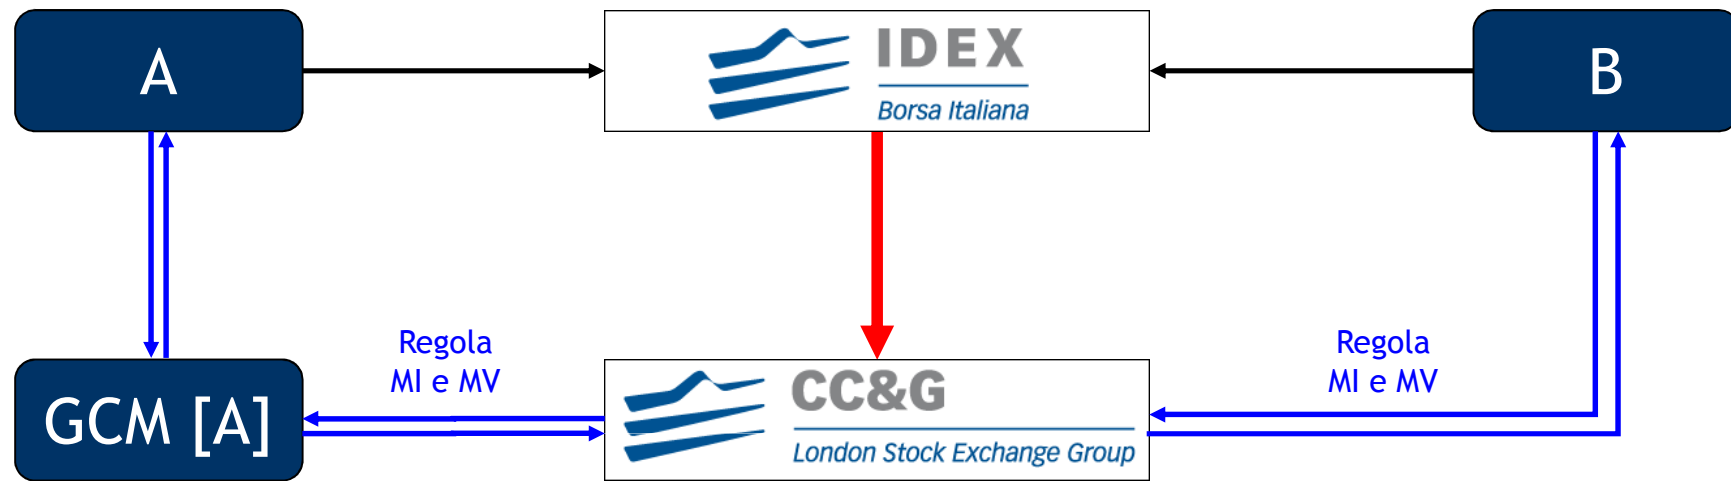 A
IDEX
Borsa Italiana
B
Regola
MI e MV
Regola
MI e MV
GCM [A]
CC&G
London Stock Exchange Group